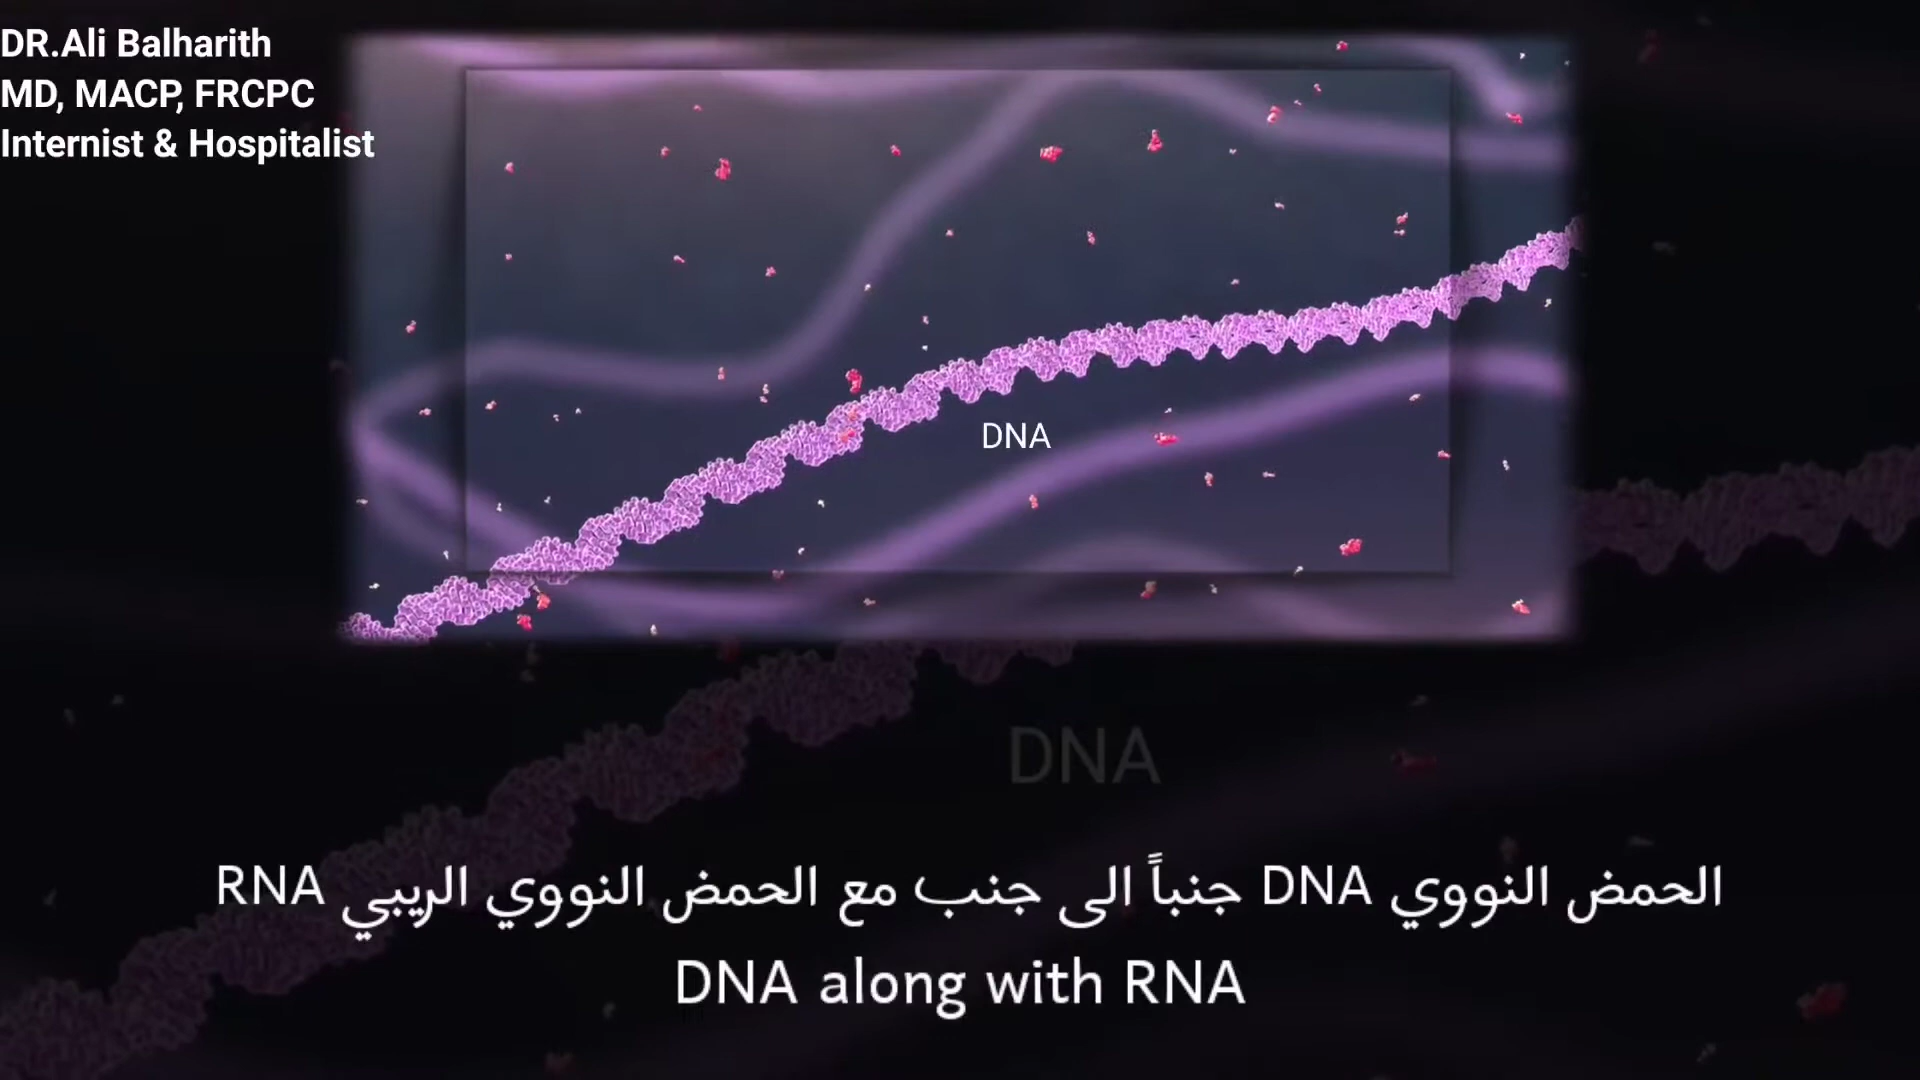 DR.Ali Balharith
MD, MACP, FRCPC
Internist & Hospitalist
DNA
DNA
الحمض النووي DNA جنباً الى جنب مع الحمض النووي الريبي RNA
DNA along with RNA